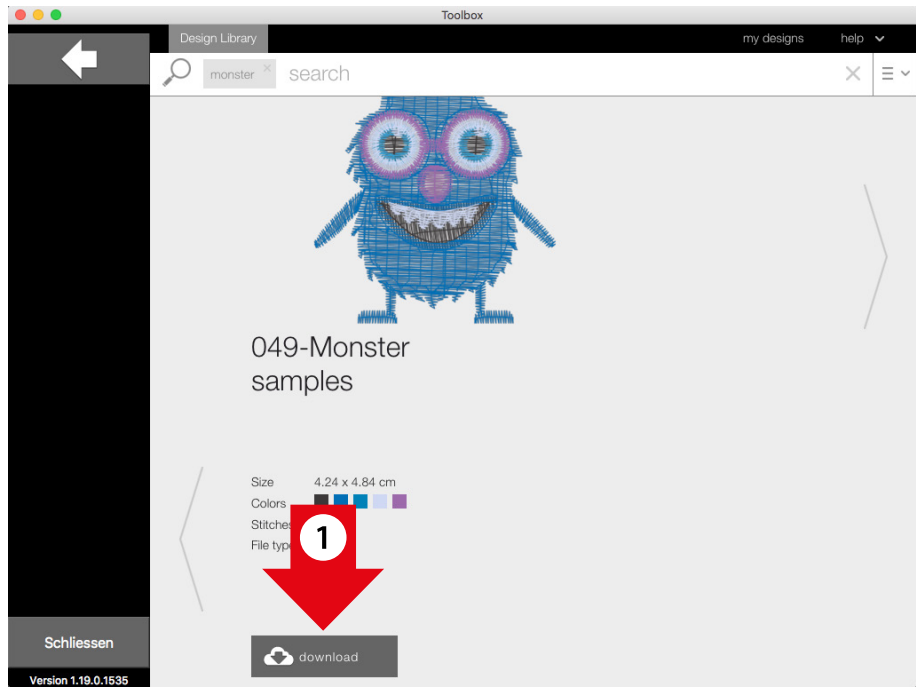 Toolbox
Design Library my designs help
monster × search
049-Monster
samples
Size 4.24 x 4.84 cm
Colors
Stitches
File type
1
download
Schliessen
Version 1.19.0.1535